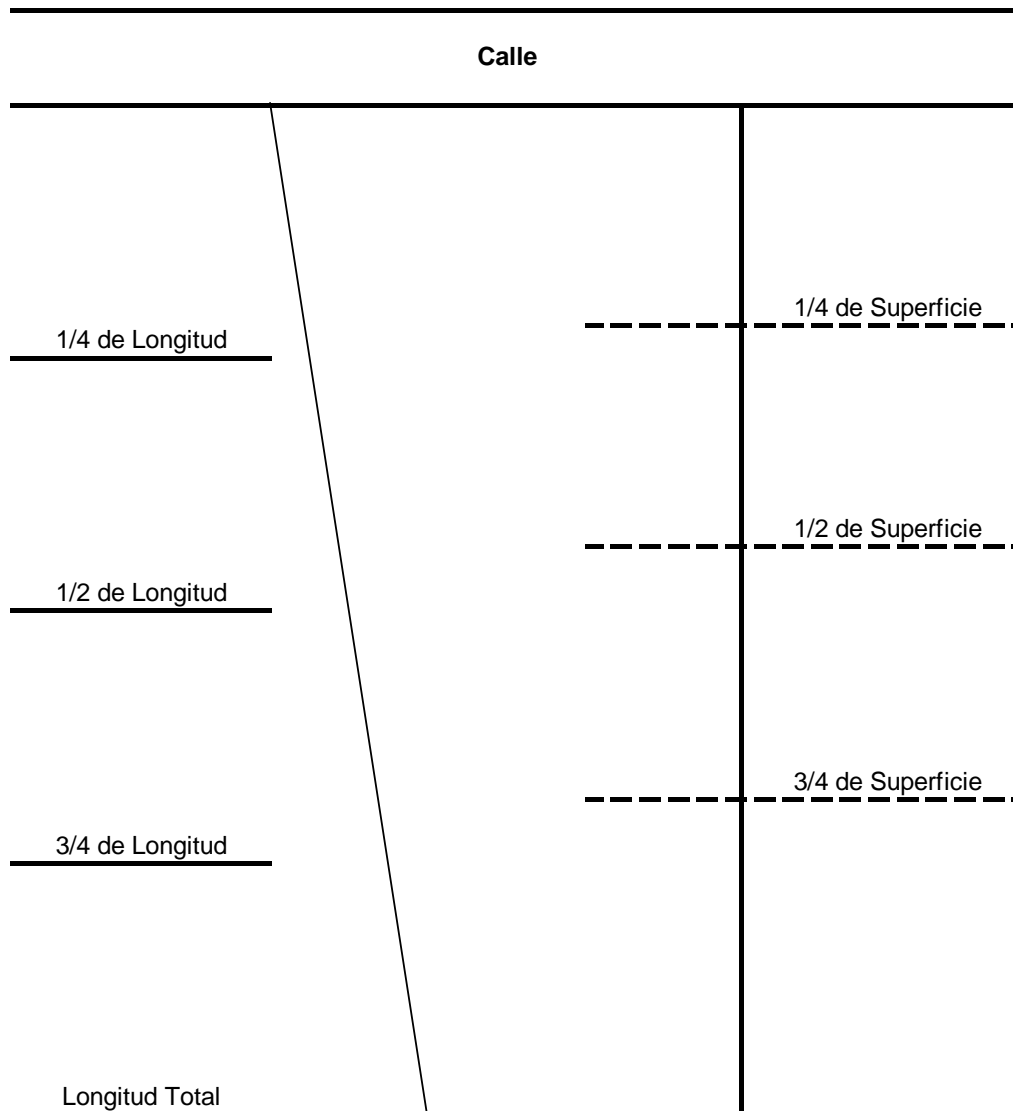 Calle
1/4 de Superficie
1/4 de Longitud
1/2 de Superficie
1/2 de Longitud
3/4 de Superficie
3/4 de Longitud
Longitud Total